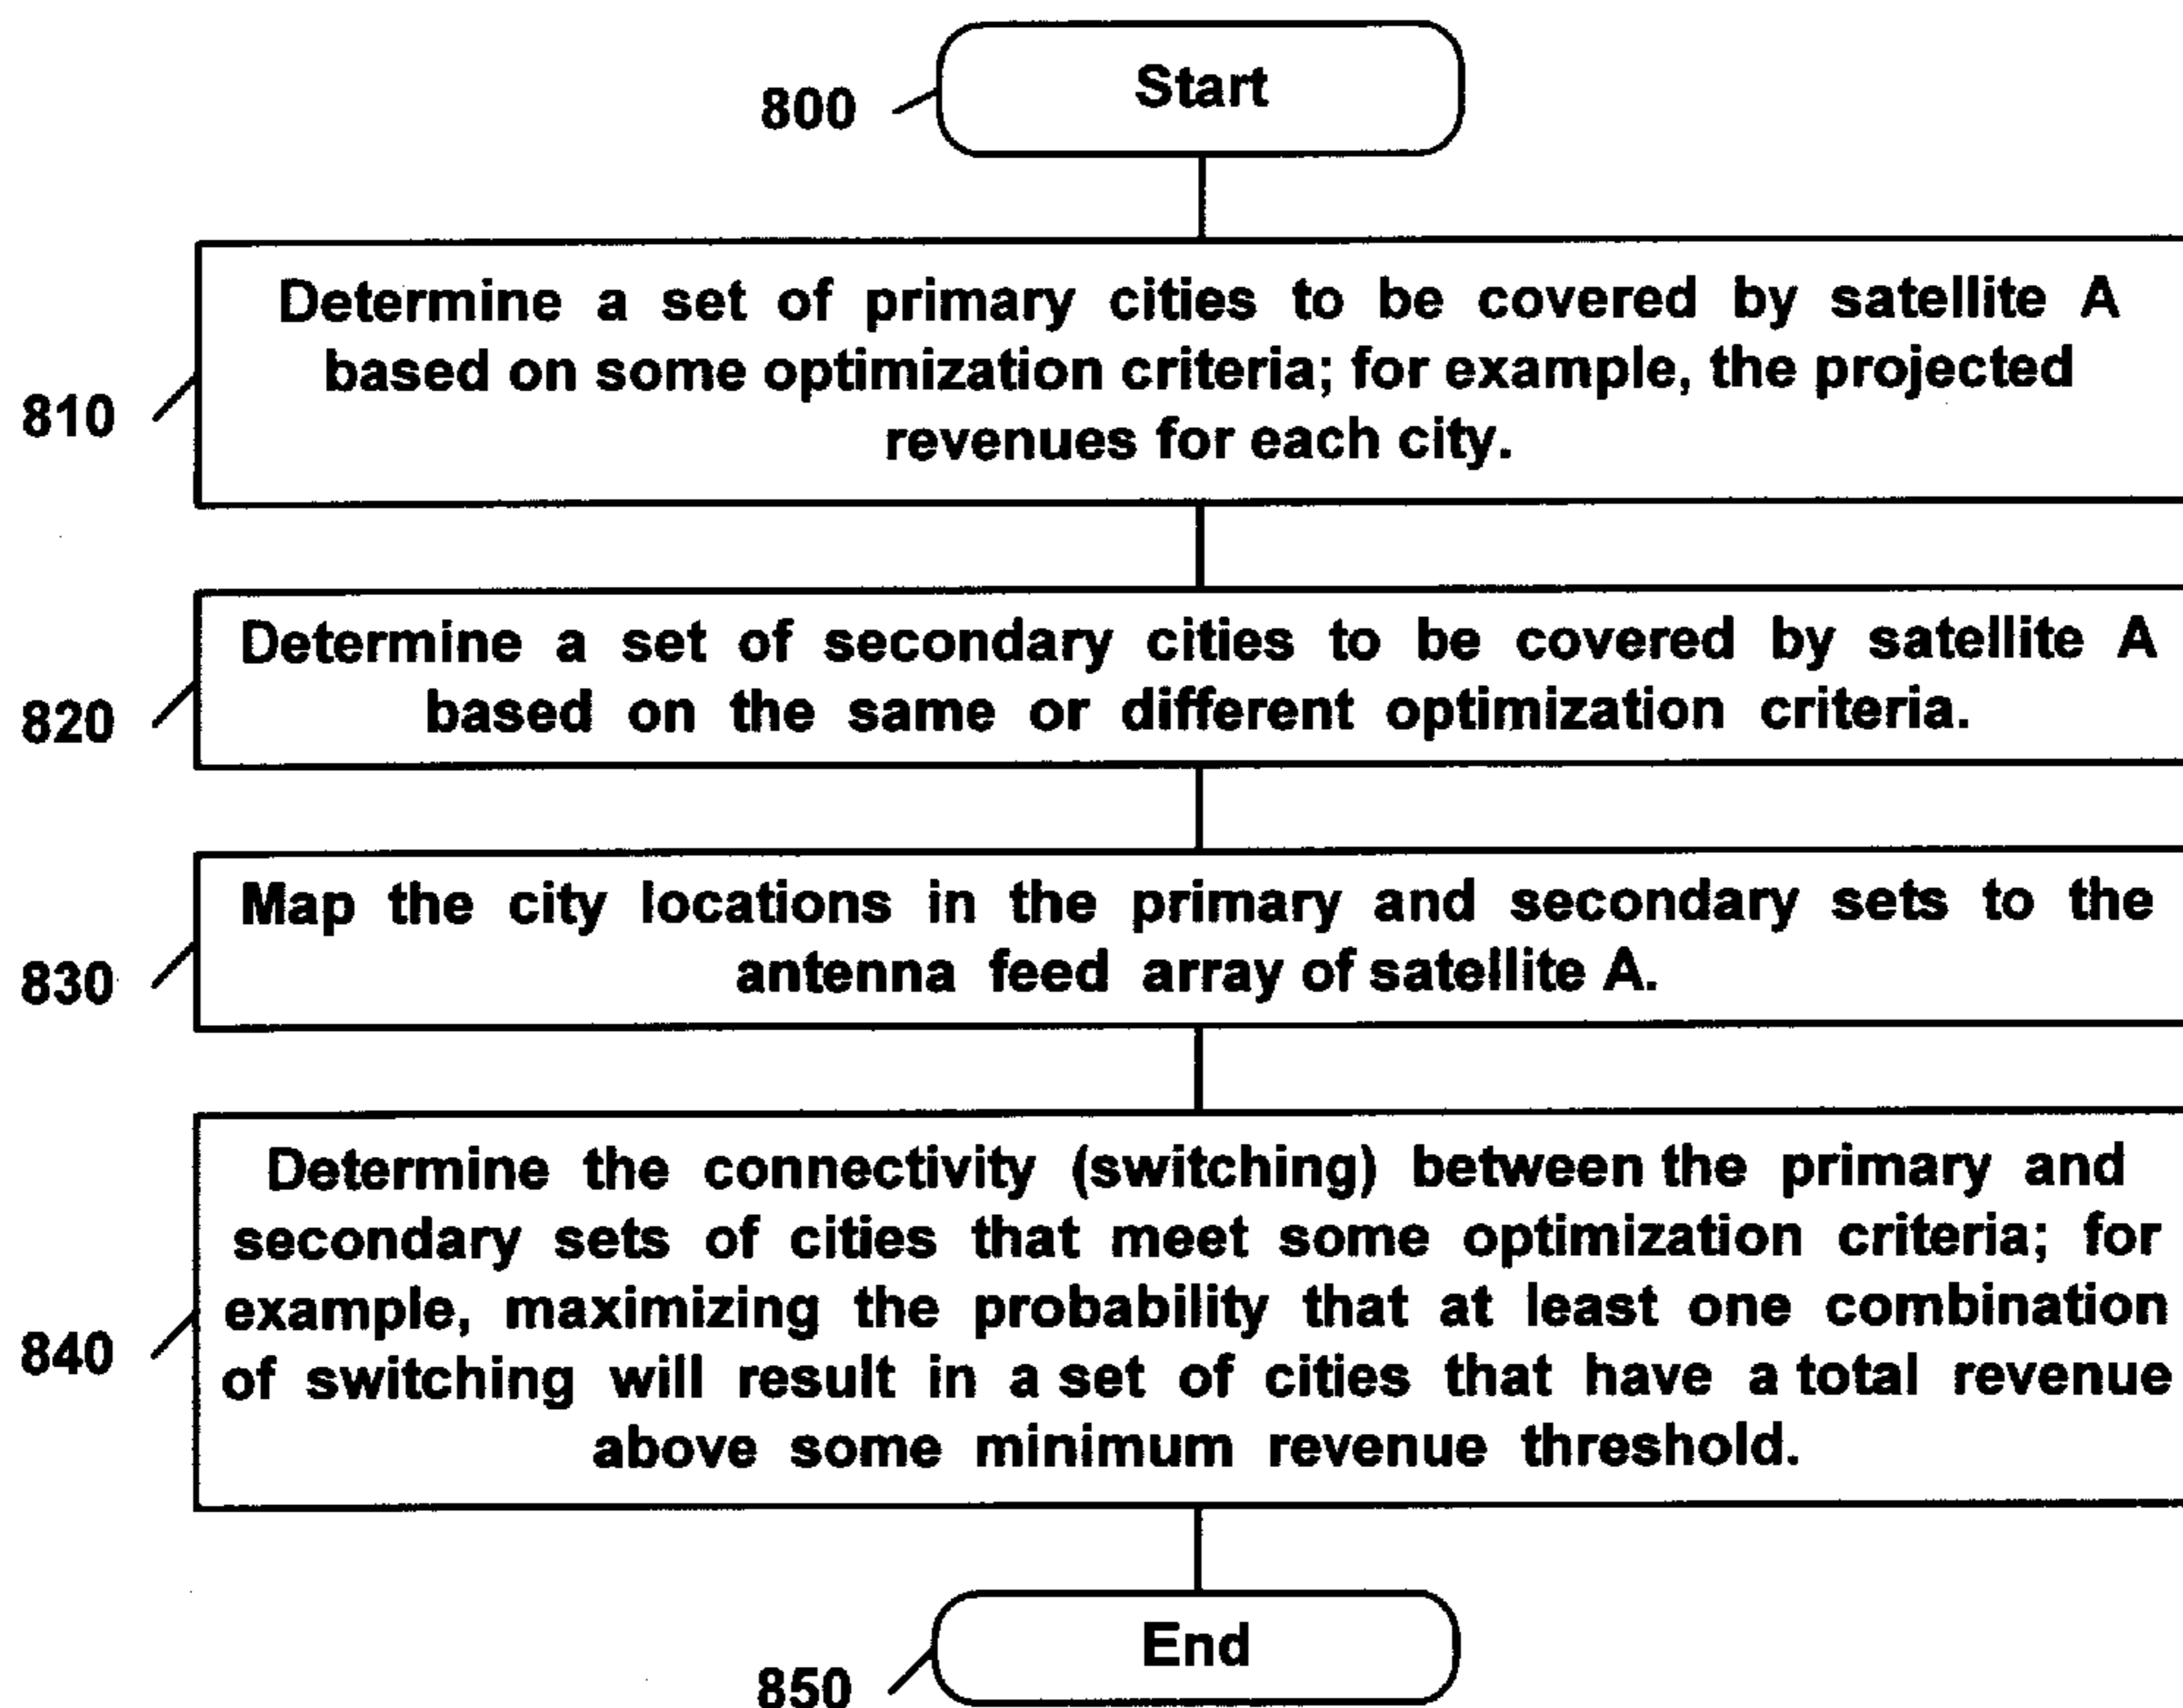 Start
800
Determine a set of primary cities to be covered by satellite A
based on some optimization criteria; for example, the projected
revenues for each city.
810
Determine a set of secondary cities to be covered by satellite A
based on the same or different optimization criteria.
820
Map the city locations in the primary and secondary sets to the
antenna feed array of satellite A.
830
Determine the connectivity (switching) between the primary and
secondary sets of cities that meet some optimization criteria; for
example, maximizing the probability that at least one combination
of switching will result in a set of cities that have a total revenue
above some minimum revenue threshold.
840
End
850